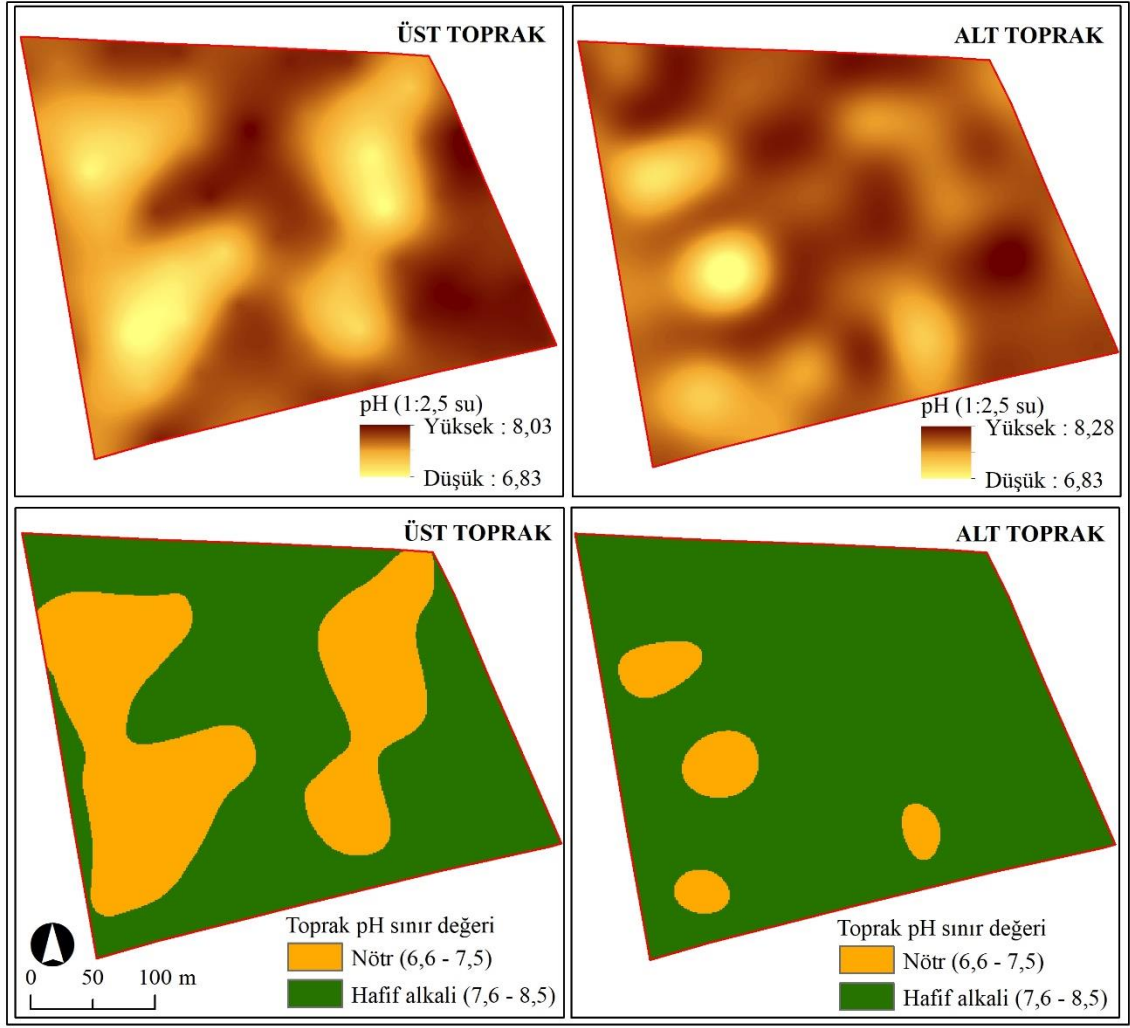 ÜST TOPRAK
pH (1:2,5 su)
Yüksek : 8,03
Düşük : 6,83
ALT TOPRAK
pH (1:2,5 su)
Yüksek : 8,28
Düşük : 6,83
ÜST TOPRAK
Toprak pH sınır değeri
Nötr (6,6 - 7,5)
Hafif alkali (7,6 - 8,5)
0 50 100 m
ALT TOPRAK
Toprak pH sınır değeri
Nötr (6,6 - 7,5)
Hafif alkali (7,6 - 8,5)